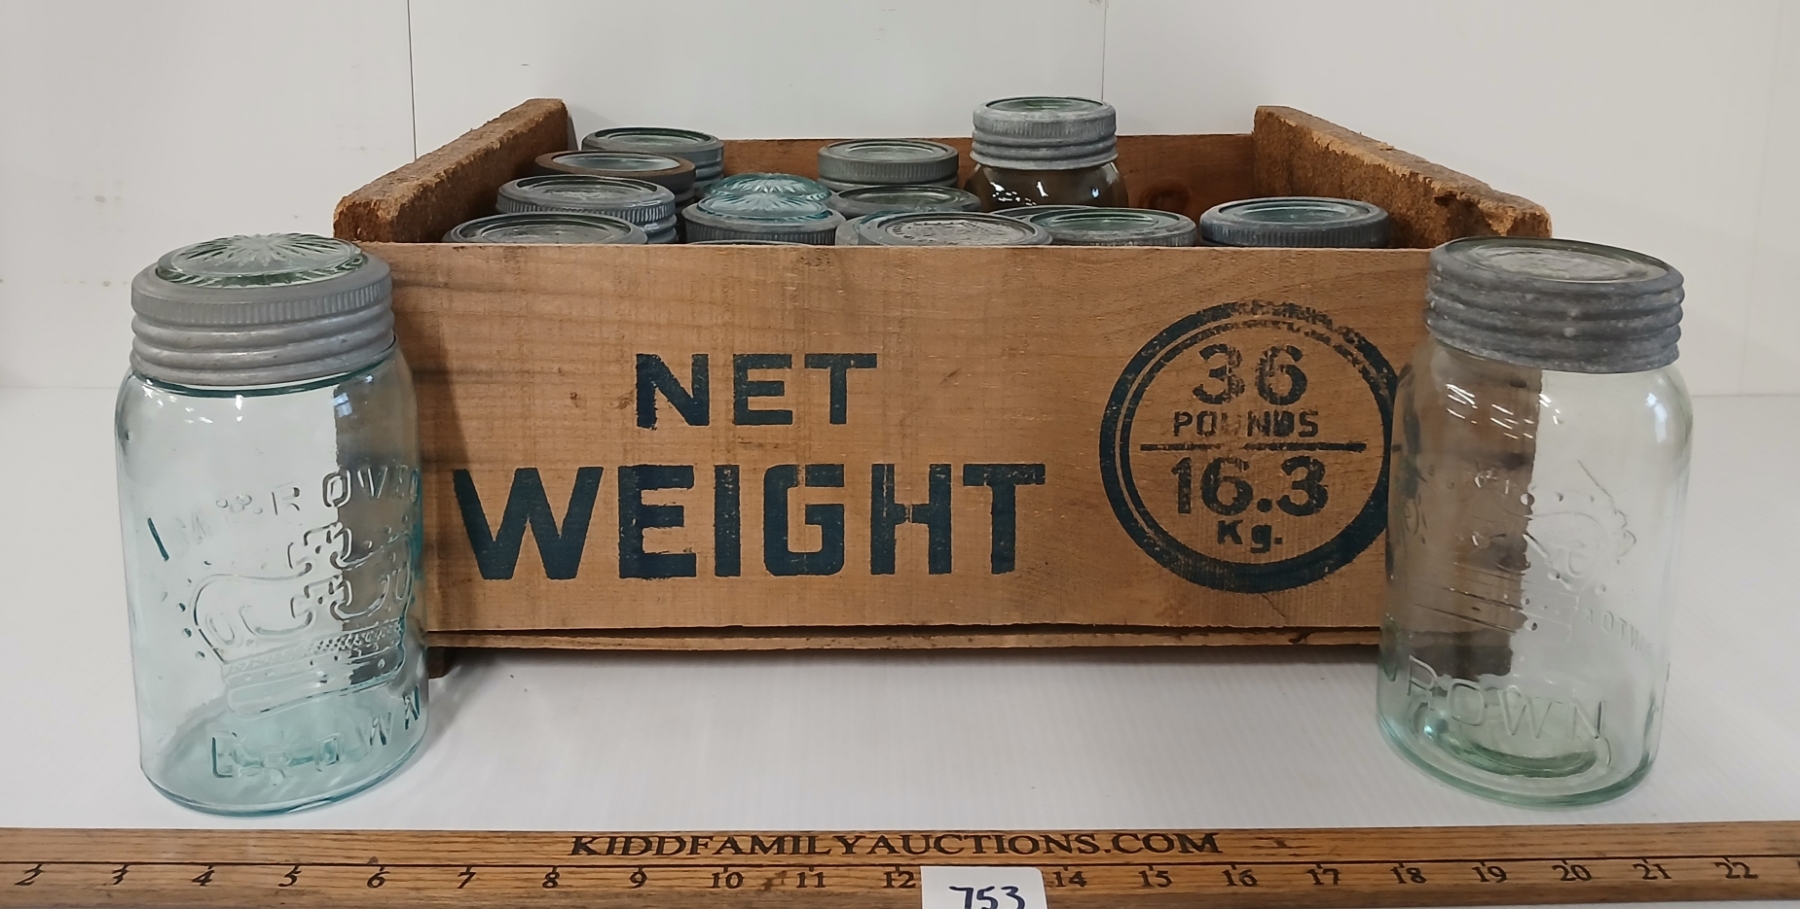 NET
WEIGHT
36
POUNDS
16.3
Kg.
IMPROVED
CROWN
CROWN
KIDDFAMILYAUCTIONS.COM
2 3 4 5 6 7 8 9 10 11 12 14 15 16 17 18 19 20 21 22
753